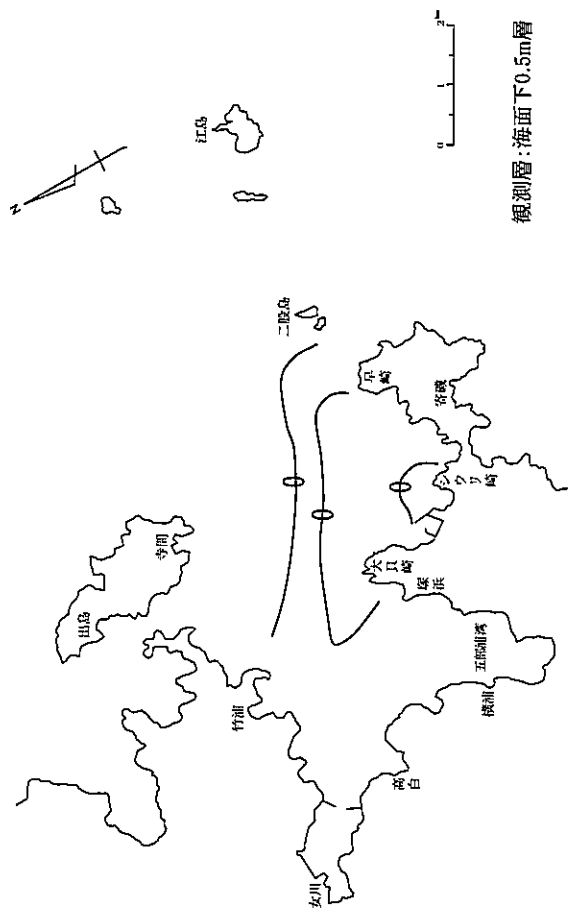 N
江島
0 1 2
観測層:海面下0.5m層
二股島
早崎
寄磯
0
0
0
シウリ崎
寺間
出島
大貝崎
塚浜
五部浦湾
横浦
竹浦
高白
女川